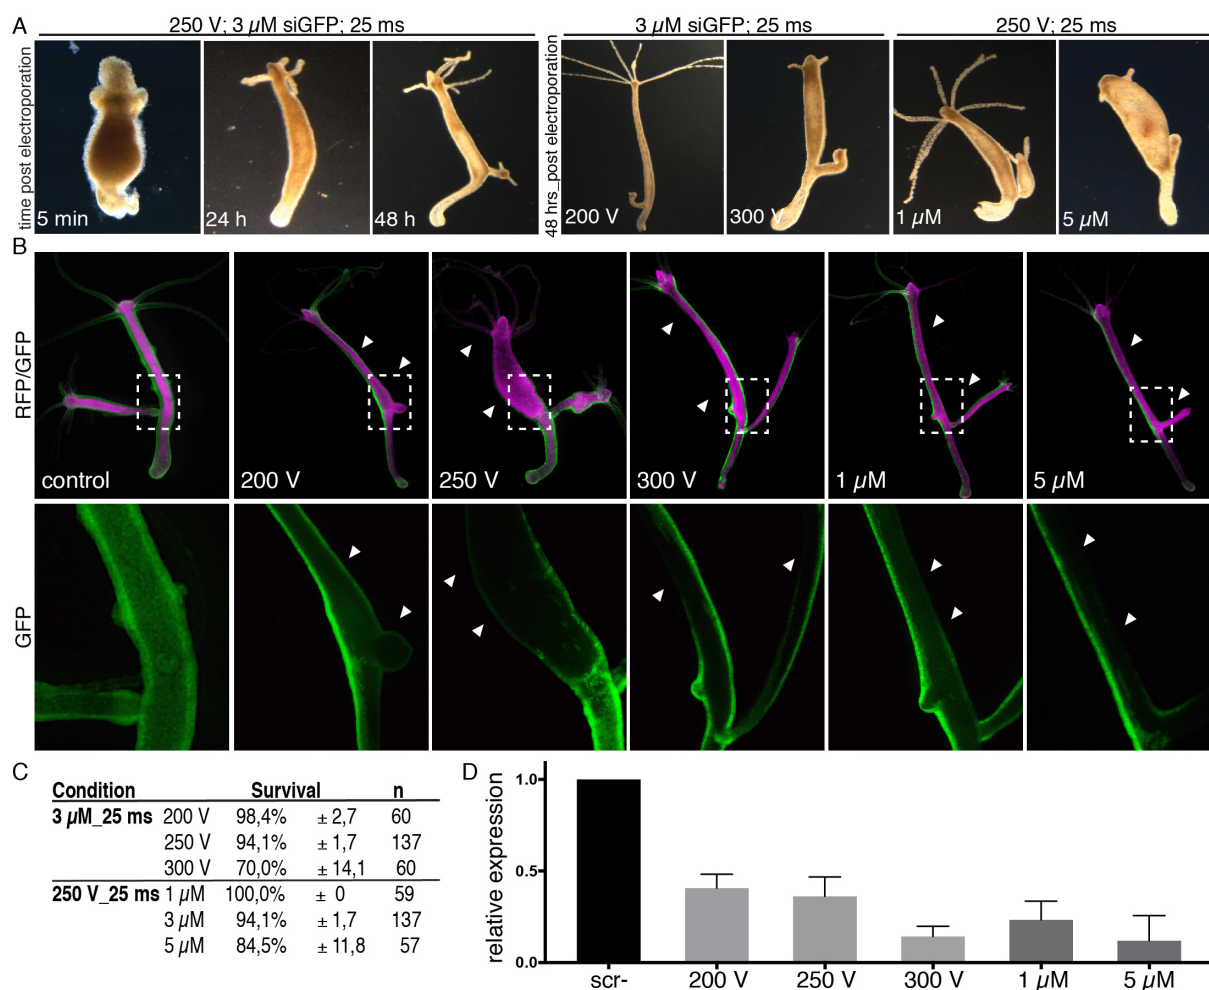 A
250 V; 3 µM siGFP; 25 ms
3 µM siGFP; 25 ms
250 V; 25 ms
time post electroporation
5 min
24 h
48 h
48 hrs_post electroporation
200 V
300 V
1 µM
5 µM
B
RFP/GFP
control
200 V
250 V
300 V
1 µM
5 µM
GFP
C
Condition Survival n
3 µM_25 ms 200 V 98,4% ± 2,7 60
250 V 94,1% ± 1,7 137
300 V 70,0% ± 14,1 60
250 V_25 ms 1 µM 100,0% ± 0 59
3 µM 94,1% ± 1,7 137
5 µM 84,5% ± 11,8 57
D
relative expression
1.0
0.5
0.0
scr- 200 V 250 V 300 V 1 µM 5 µM